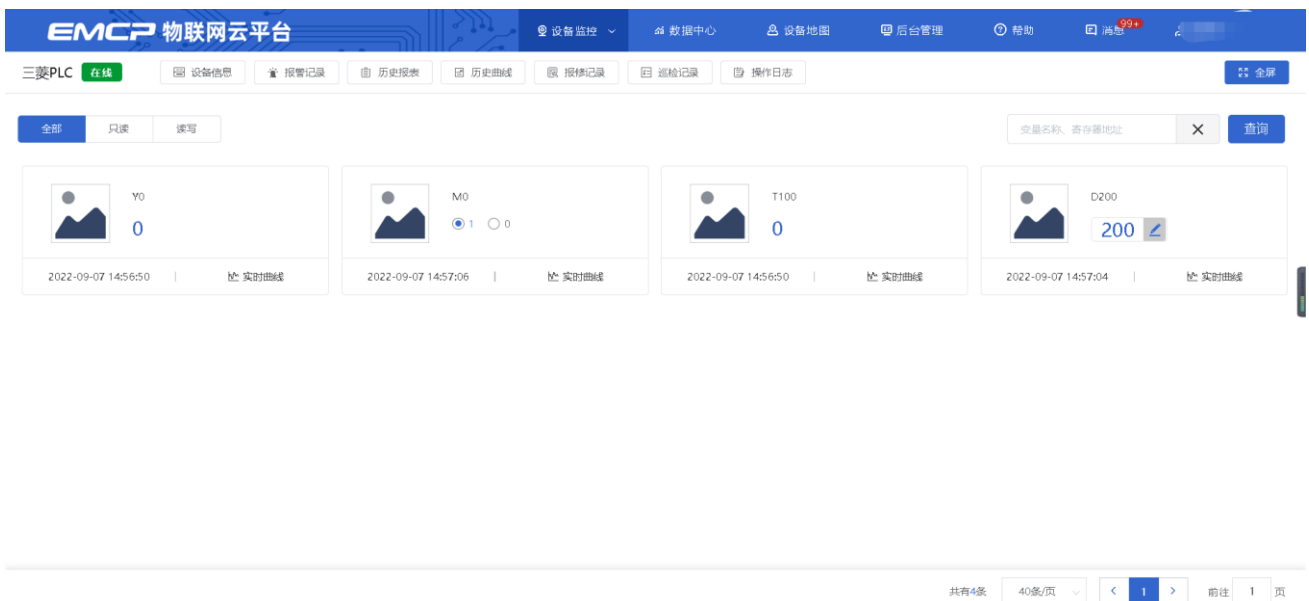 EMCP 物联网云平台 设备监控 数据中心 设备地图 后台管理 帮助 消息 99+
三菱PLC 在线 设备信息 报警记录 历史报表 历史曲线 报修记录 巡检记录 操作日志 全屏
全部 只读 读写 变量名称、寄存器地址 查询
Y0 M0 T100 D200
0 1 0 0 200
2022-09-07 14:56:50 | 实时曲线 2022-09-07 14:57:06 | 实时曲线 2022-09-07 14:56:50 | 实时曲线 2022-09-07 14:57:04 | 实时曲线
共有4条 40条/页 1 前往 1 页